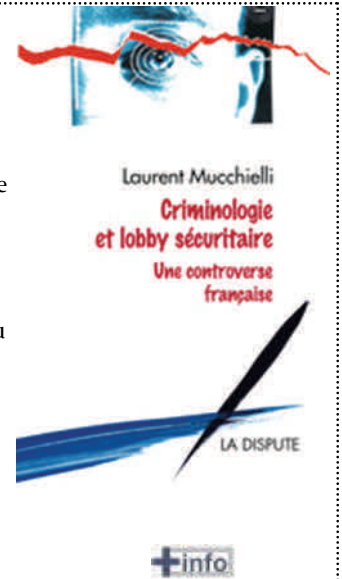 e
Laurent Mucchielli
Criminologie
et lobby sécuritaire
Une controverse
française
u
LA DISPUTE
+info